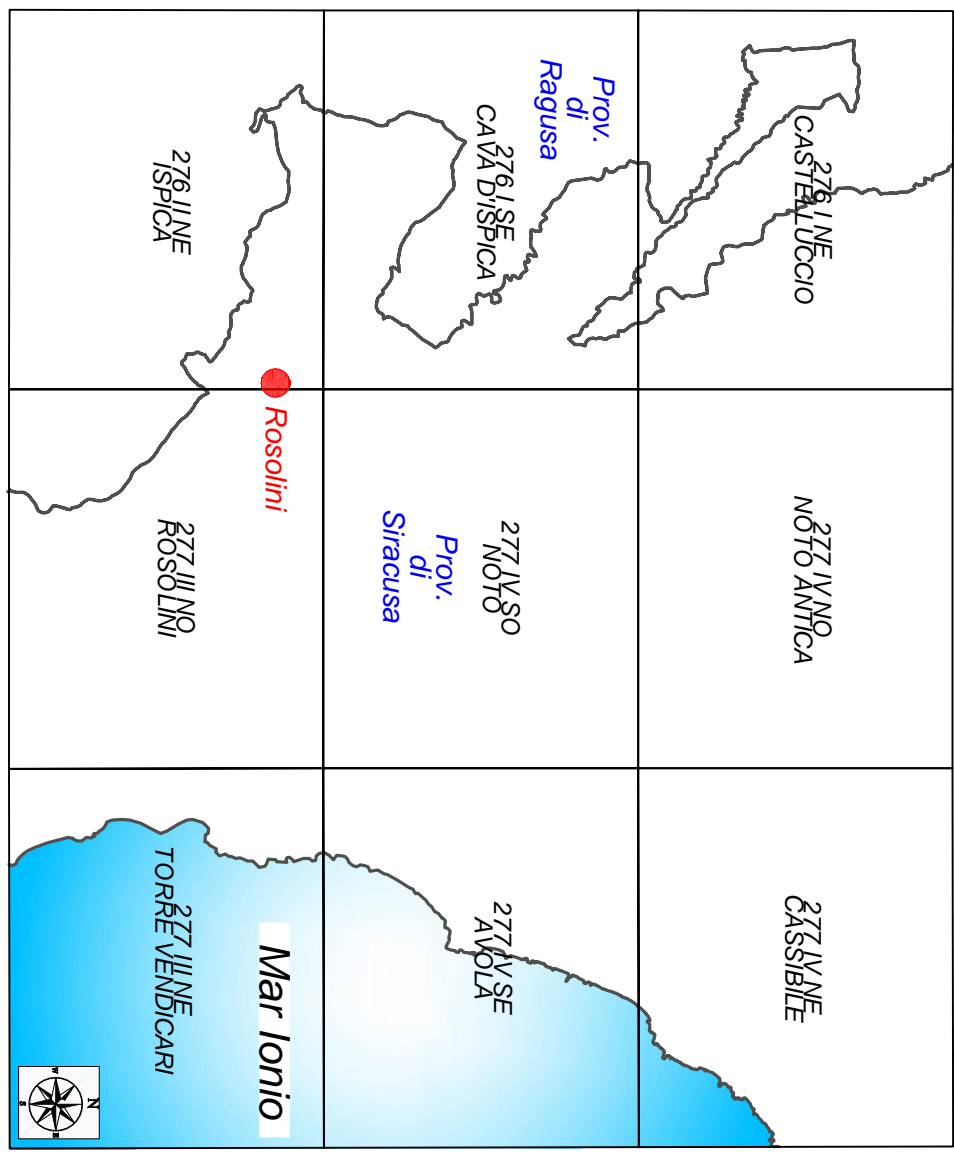 276 I NE
CASTELLUCCIO
277 IV NO
NOTO ANTICA
277 IV NE
CASSIBILE
Prov.
di
Ragusa
276 I SE
CAVA D'ISPICA
277 IV SO
NOTO
Prov.
di
Siracusa
277 IV SE
AVOLA
276 II NE
ISPICA
Rosolini
277 III NO
ROSOLINI
277 III NE
TORRE VENDICARI
Mar Ionio
N
W
E
S